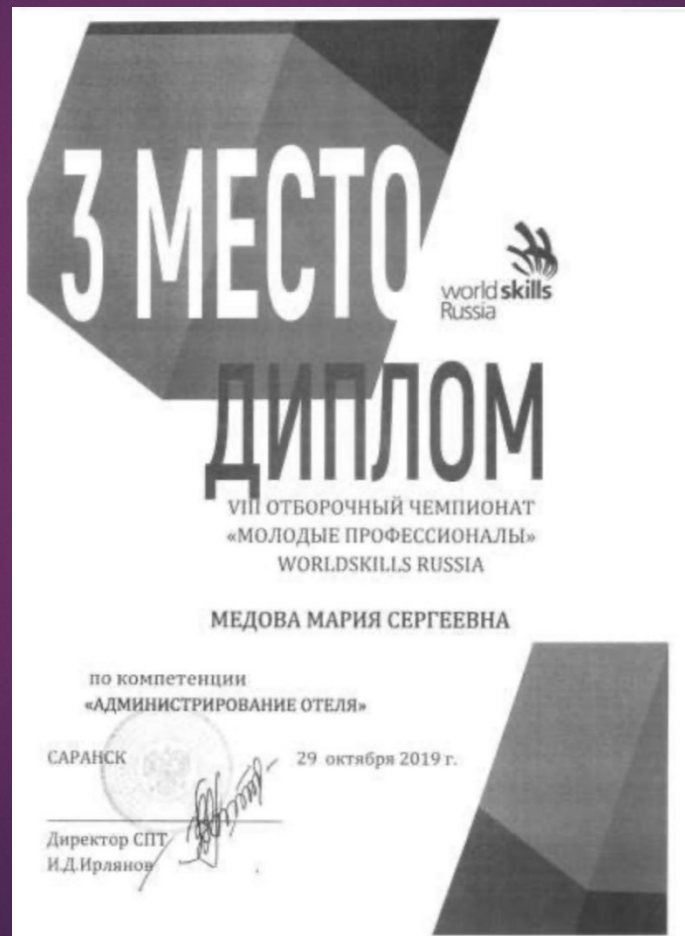 3 МЕСТО
world skills
Russia
ДИПЛОМ
VIII ОТБОРОЧНЫЙ ЧЕМПИОНАТ
«МОЛОДЫЕ ПРОФЕССИОНАЛЫ»
WORLDSKILLS RUSSIA
МЕДОВА МАРИЯ СЕРГЕЕВНА
по компетенции
«АДМИНИСТРИРОВАНИЕ ОТЕЛЯ»
САРАНСК 29 октября 2019 г.
Директор СПТ
И.Д.Ирлянов